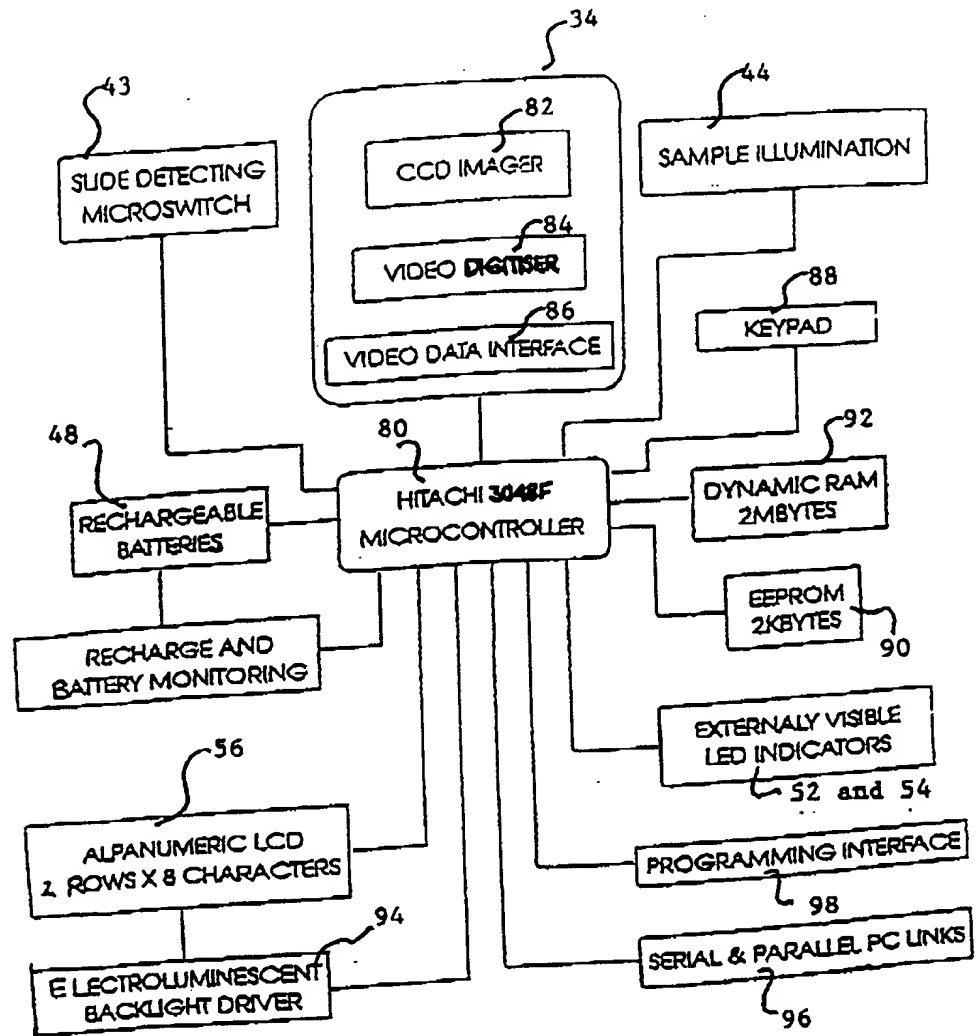 34
43
82
44
SLIDE DETECTING
MICROSWITCH
CCD IMAGER
SAMPLE ILLUMINATION
84
VIDEO DIGITISER
88
86
KEYPAD
VIDEO DATA INTERFACE
48
80
92
HITACHI 3048F
MICROCONTROLLER
DYNAMIC RAM
2MBYTES
RECHARGEABLE
BATTERIES
EEPROM
2KBYTES
90
RECHARGE AND
BATTERY MONITORING
EXTERNALY VISIBLE
LED INDICATORS
52 and 54
56
ALPANUMERIC LCD
2 ROWS X 8 CHARACTERS
PROGRAMMING INTERFACE
98
94
ELECTROLUMINESCENT
BACKLIGHT DRIVER
SERIAL & PARALLEL PC LINKS
96